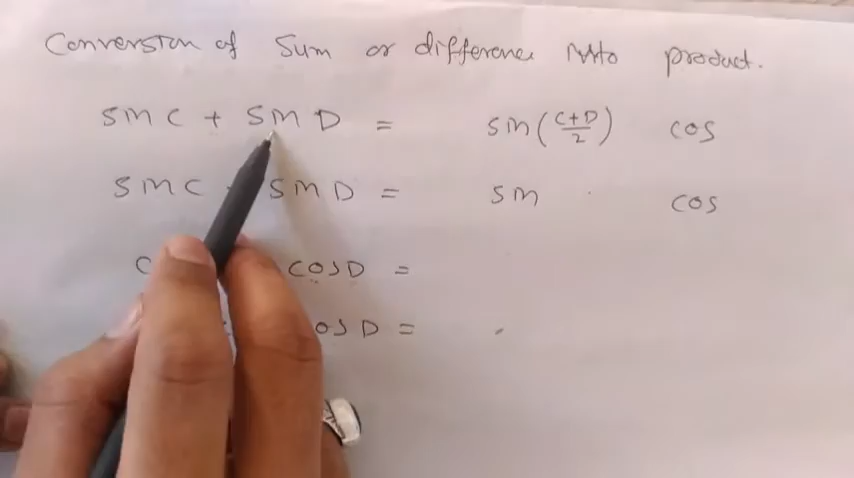 Conversion of Sum or difference into product.
sin C + sin D = sin (C+D/2) cos
sin C sin D = sin cos
C cos D =
os D =